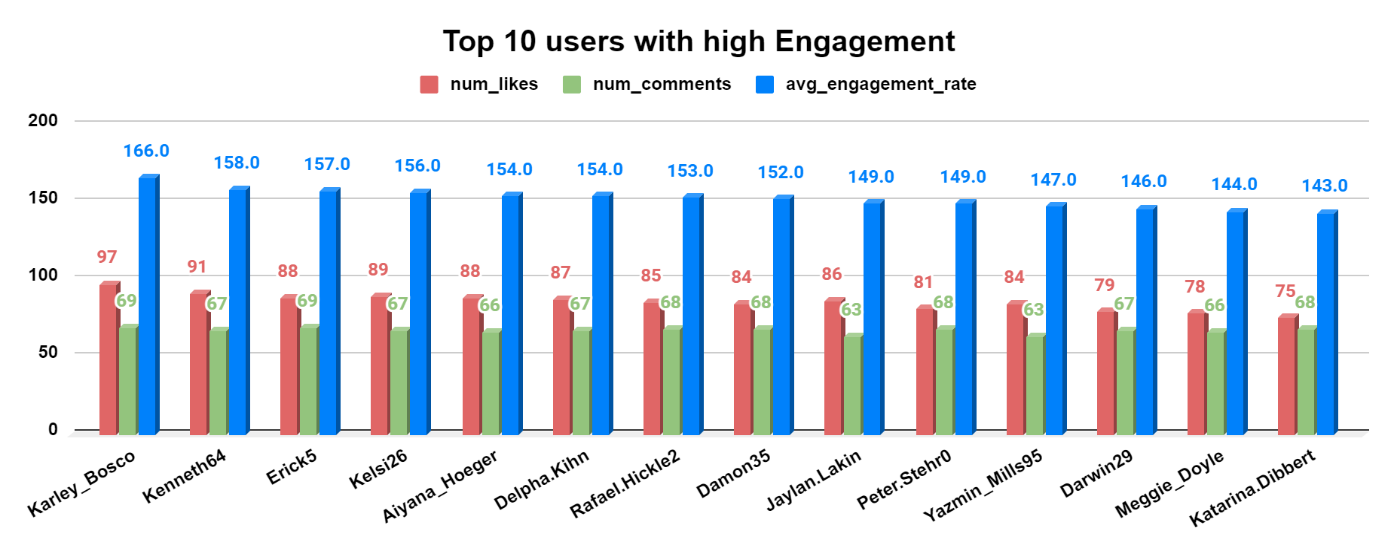 Top 10 users with high Engagement
num_likes num_comments avg_engagement_rate
200
150
100
50
0
166.0 158.0 157.0 156.0 154.0 154.0 153.0 152.0 149.0 149.0 147.0 146.0 144.0 143.0
97 91 88 89 88 87 85 84 86 81 84 79 78 75
69 67 69 67 66 67 68 68 63 68 63 67 66 68
Karley_Bosco
Kenneth64
Erick5
Kelsi26
Aiyana_Hoeger
Delpha.Kihn
Rafael.Hickle2
Damon35
Jaylan.Lakin
Peter.Stehr0
Yazmin_Mills95
Darwin29
Meggie_Doyle
Katarina.Dibbert